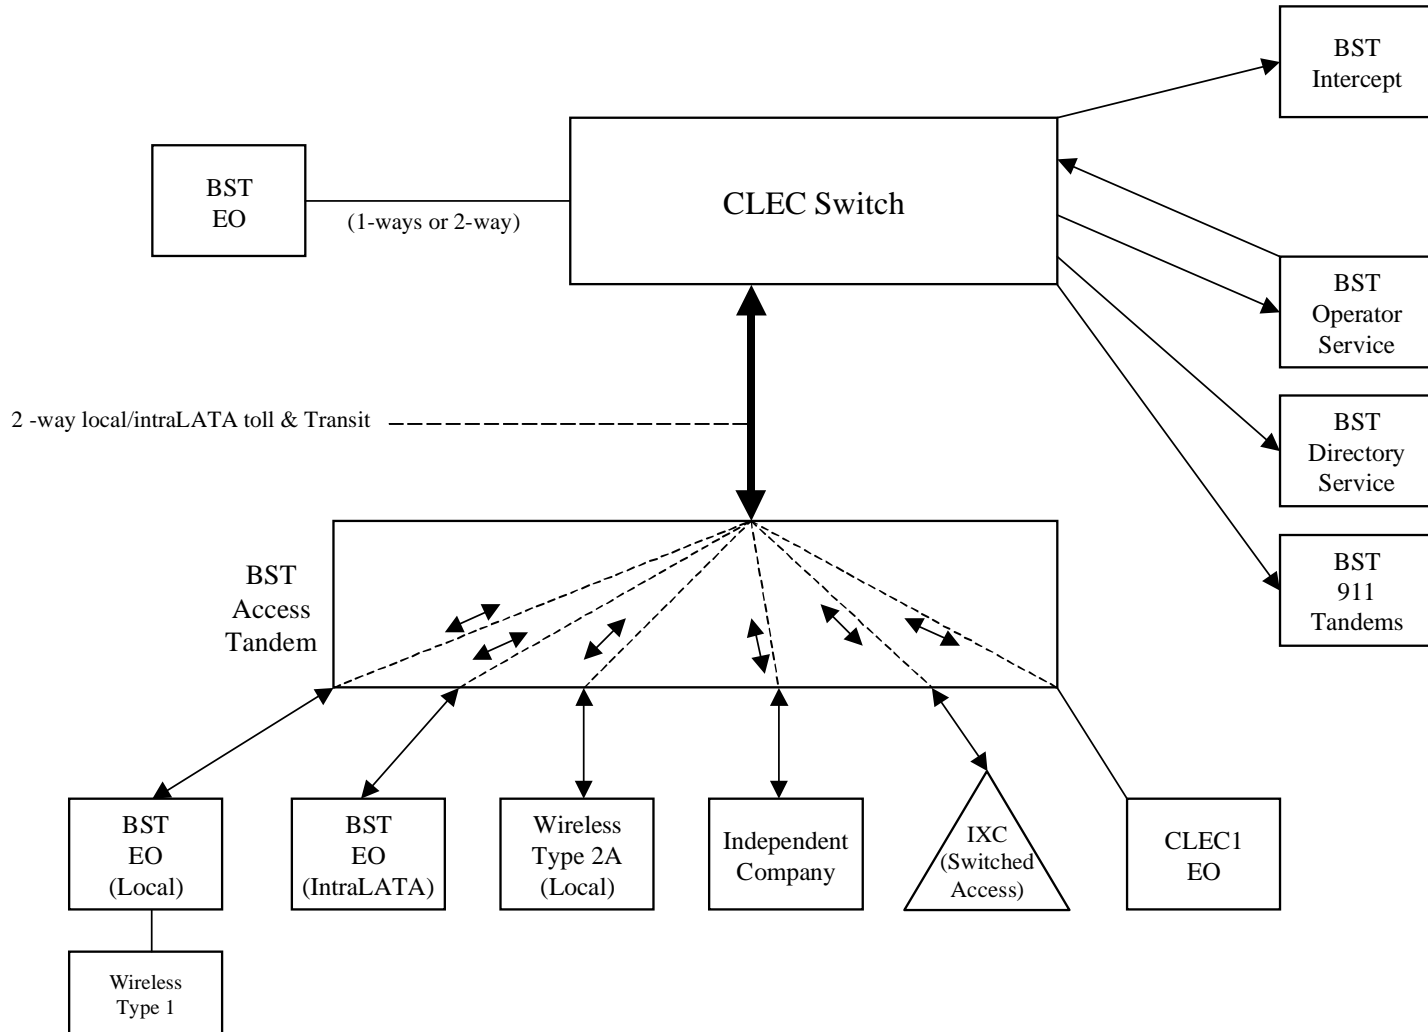 BST
Intercept
BST
EO
(1-ways or 2-way)
CLEC Switch
BST
Operator
Service
2 -way local/intraLATA toll & Transit
BST
Directory
Service
BST
911
Tandems
BST
Access
Tandem
BST
EO
(Local)
BST
EO
(IntraLATA)
Wireless
Type 2A
(Local)
Independent
Company
IXC
(Switched
Access)
CLEC1
EO
Wireless
Type 1